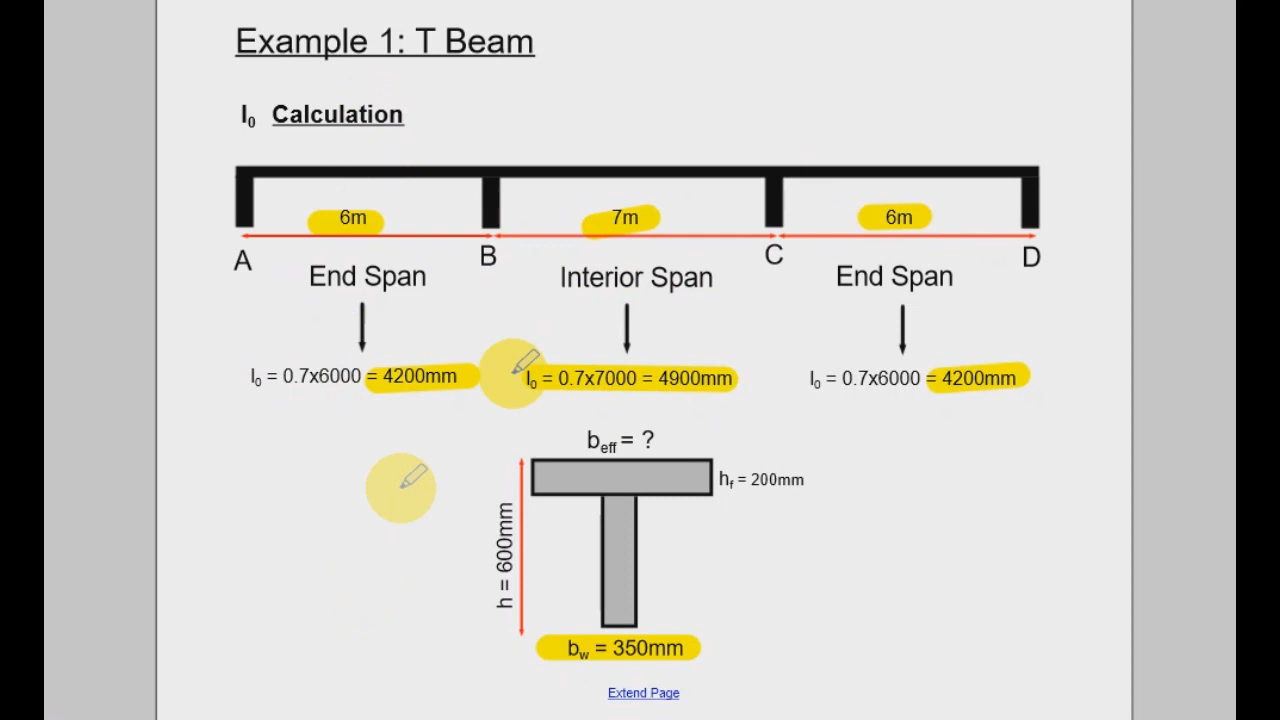 Example 1: T Beam
l₀ Calculation
6m 7m 6m
A B C D
End Span Interior Span End Span
l₀ = 0.7x6000 = 4200mm l₀ = 0.7x7000 = 4900mm l₀ = 0.7x6000 = 4200mm
beff = ?
hf = 200mm
h = 600mm
bw = 350mm
Extend Page